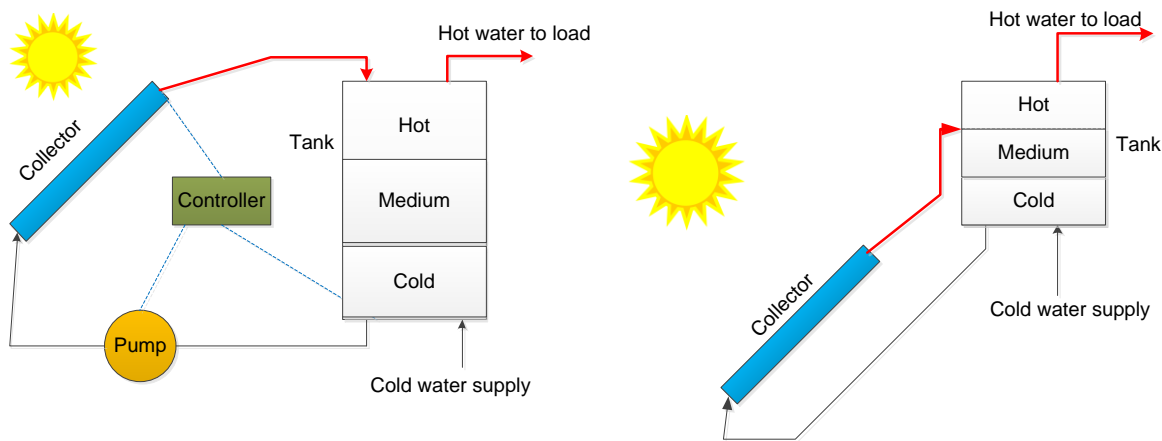 Hot water to load
Collector
Tank
Hot
Controller
Medium
Cold
Pump
Cold water supply
Hot water to load
Hot
Tank
Medium
Cold
Collector
Cold water supply